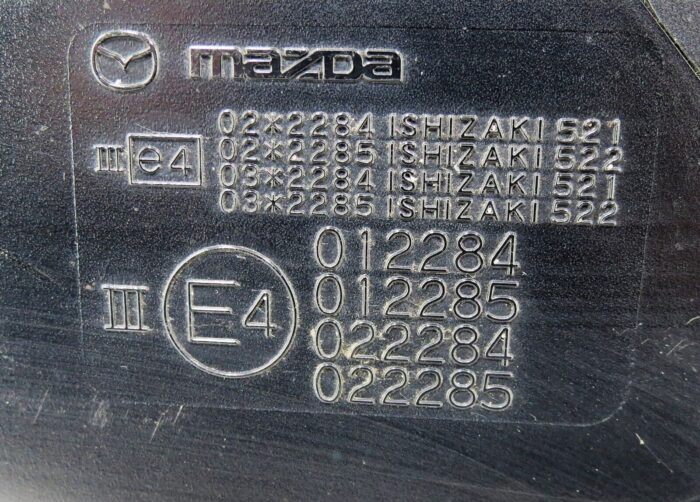 mazda
02*2284 ISHIZAKI 521
02*2285 ISHIZAKI 522
III e4
03*2284 ISHIZAKI 521
03*2285 ISHIZAKI 522
012284
012285
III E4
022284
022285